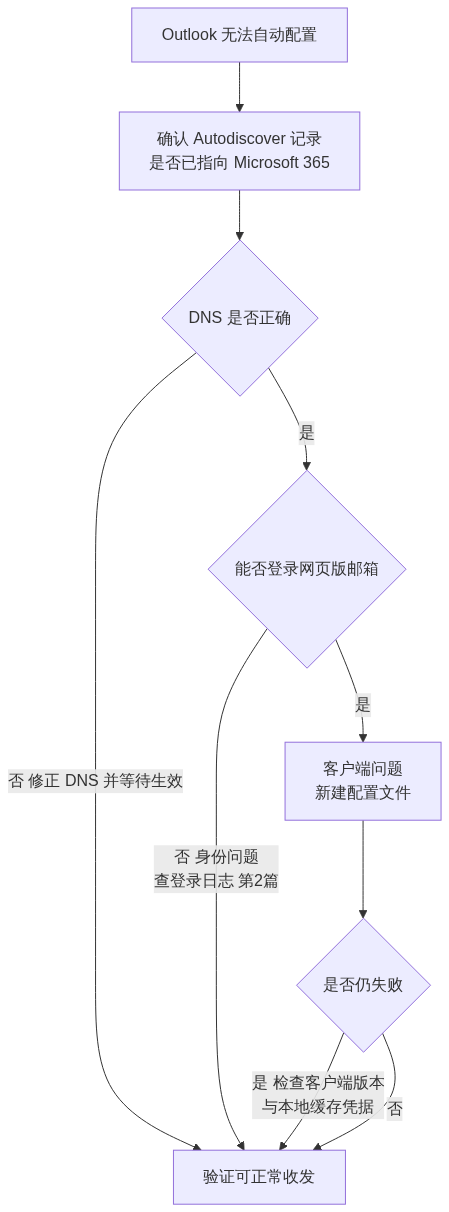 Outlook 无法自动配置
确认 Autodiscover 记录
是否已指向 Microsoft 365
DNS 是否正确
是
能否登录网页版邮箱
是
客户端问题
新建配置文件
否 修正 DNS 并等待生效
否 身份问题
查登录日志 第2篇
是否仍失败
是 检查客户端版本
与本地缓存凭据
否
验证可正常收发